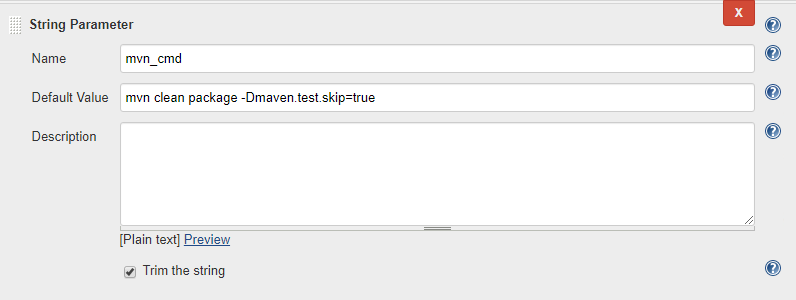 X
String Parameter
Name mvn_cmd
Default Value mvn clean package -Dmaven.test.skip=true
Description
[Plain text] Preview
Trim the string